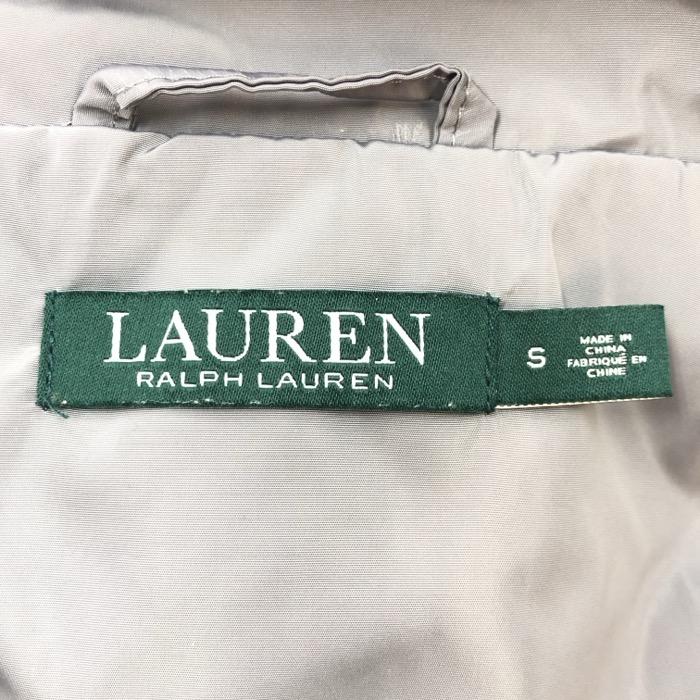 LAUREN
RALPH LAUREN
S
MADE IN
CHINA
FABRIQUÉ EN
CHINE